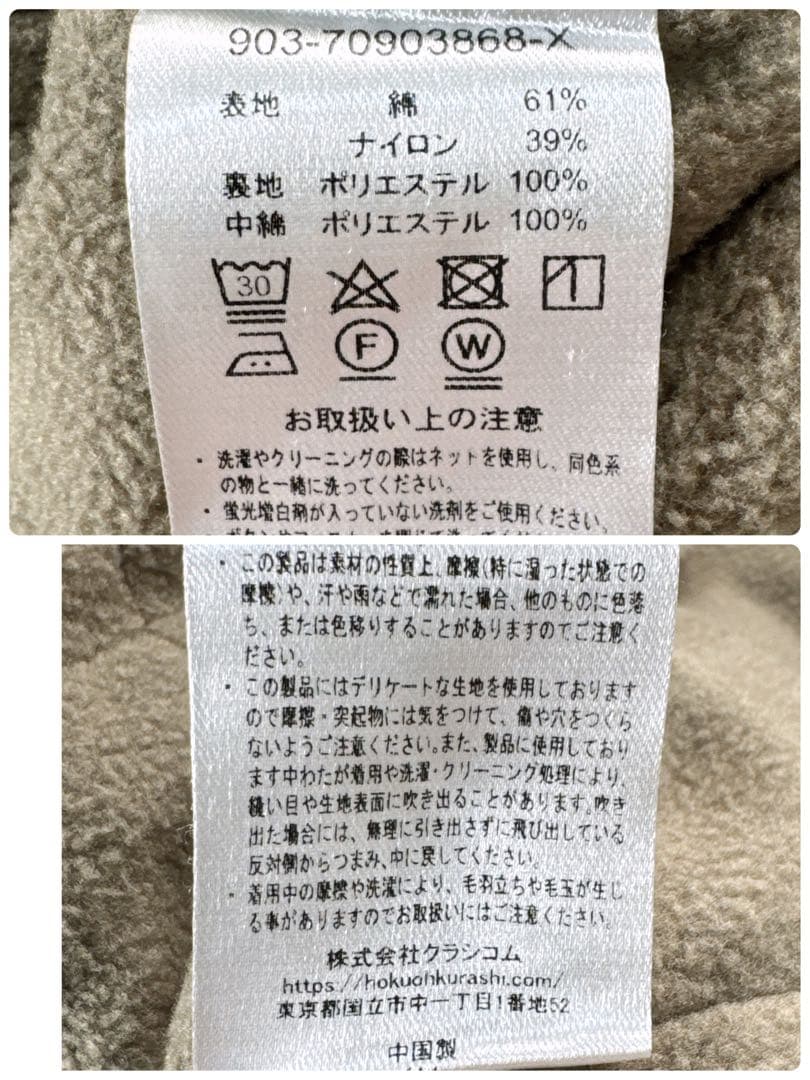 903-70903868-X
表地 綿 61%
ナイロン 39%
裏地 ポリエステル 100%
中綿 ポリエステル 100%
30
F W
お取扱い上の注意
・洗濯やクリーニングの際はネットを使用し、同色系
の物と一緒に洗ってください。
・蛍光増白剤が入っていない洗剤をご使用ください。
・この製品は素材の性質上、摩擦(特に湿った状態での
摩擦)や、汗や雨などで濡れた場合、他のものに色落
ち、または色移りすることがありますのでご注意く
ださい。
・この製品にはデリケートな生地を使用しております
ので摩擦・突起物には気をつけて、傷や穴をつくら
ないようご注意ください。また、製品に使用しており
ます中わたが着用や洗濯・クリーニング処理により、
縫い目や生地表面に吹き出ることがあります。吹き
出た場合には、無理に引き出さずに飛び出している
反対側からつまみ、中に戻してください。
・着用中の摩擦や洗濯により、毛羽立ちや毛玉が生じ
る事がありますのでお取扱いにはご注意ください。
株式会社クラシコム
https://hokuohkurashi.com/
東京都国立市中一丁目1番地52
中国製